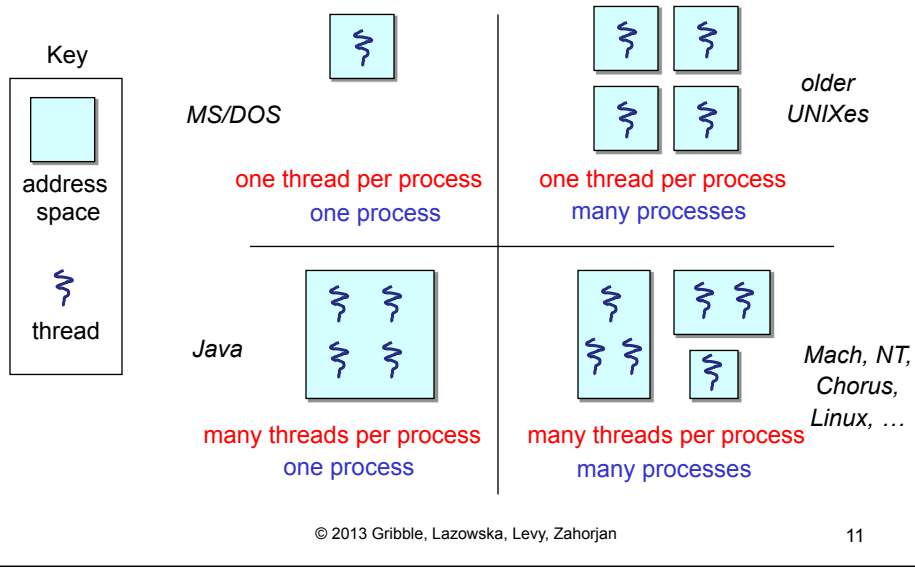 Key
address
space
thread
MS/DOS
one thread per process
one process
older
UNIXes
one thread per process
many processes
Java
many threads per process
one process
Mach, NT,
Chorus,
Linux, …
many threads per process
many processes
© 2013 Gribble, Lazowska, Levy, Zahorjan
11